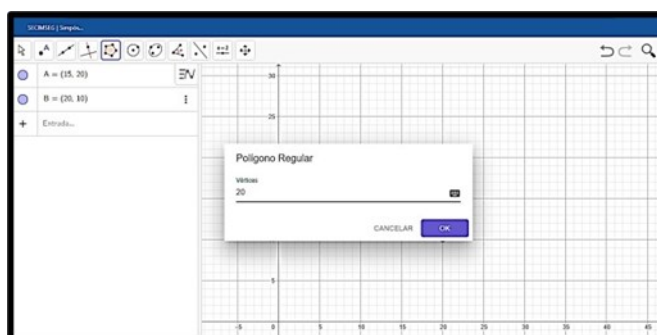 A = (15, 20)
B = (20, 10)
+ Entrada...
30
25
Polígono Regular
Vértices
20
CANCELAR OK
5
-5 0 5 10 15 20 25 30 35 40 45